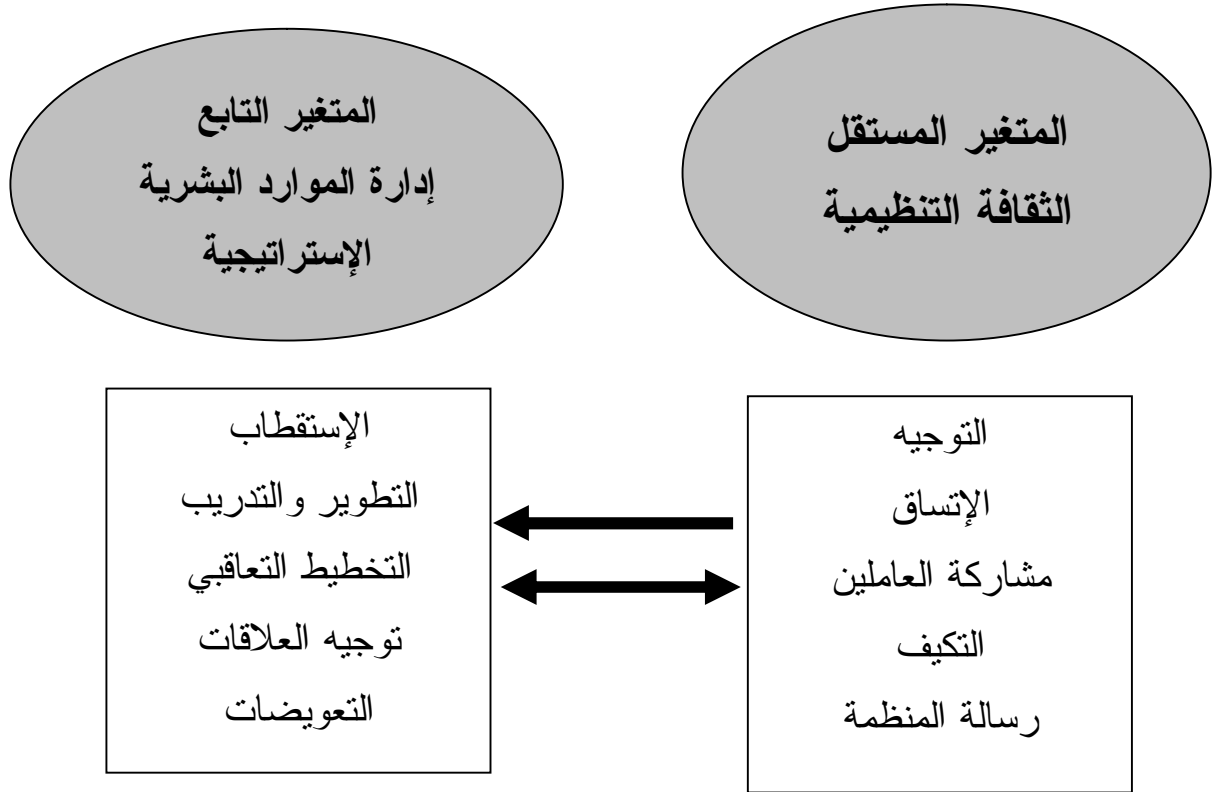 المتغير المستقل
الثقافة التنظيمية
المتغير التابع
إدارة الموارد البشرية
الإستراتيجية
التوجيه
الإتساق
مشاركة العاملين
التكيف
رسالة المنظمة
الإستقطاب
التطوير والتدريب
التخطيط التعاقبي
توجيه العلاقات
التعويضات